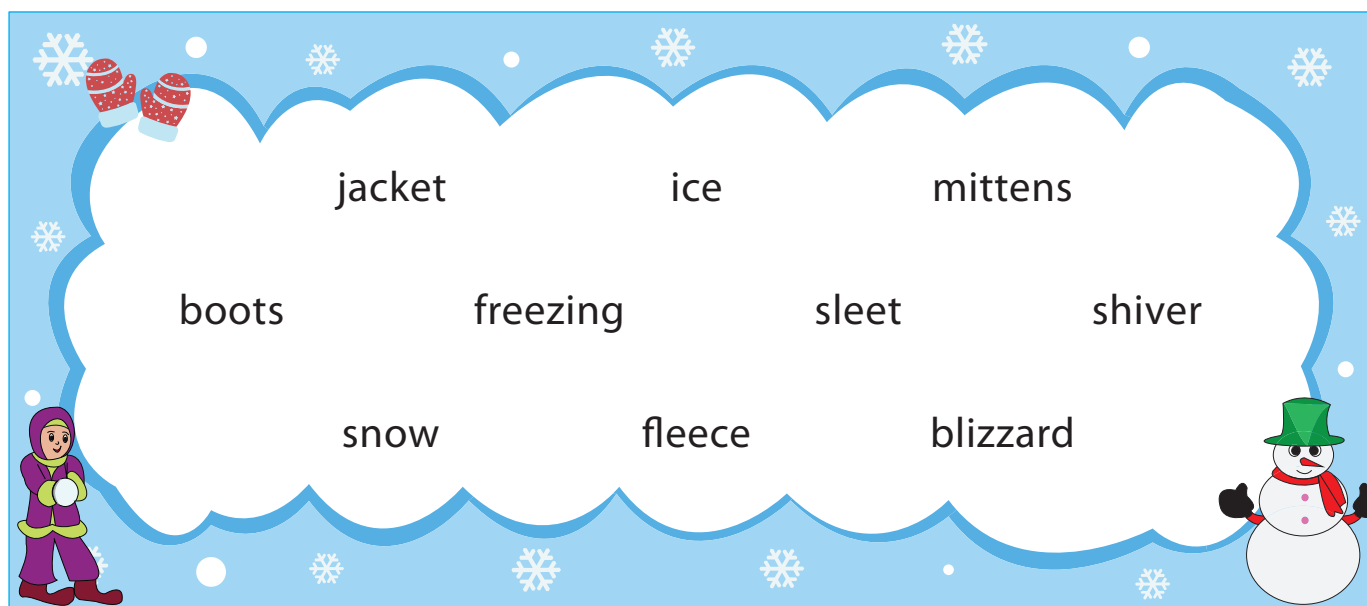 jacket ice mittens
boots freezing sleet shiver
snow fleece blizzard